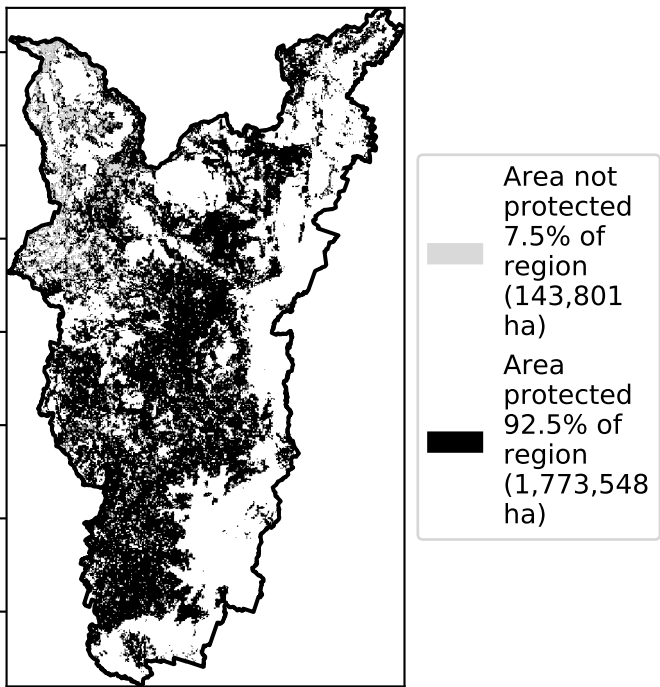 Area not
protected
7.5% of
region
(143,801
ha)
Area
protected
92.5% of
region
(1,773,548
ha)